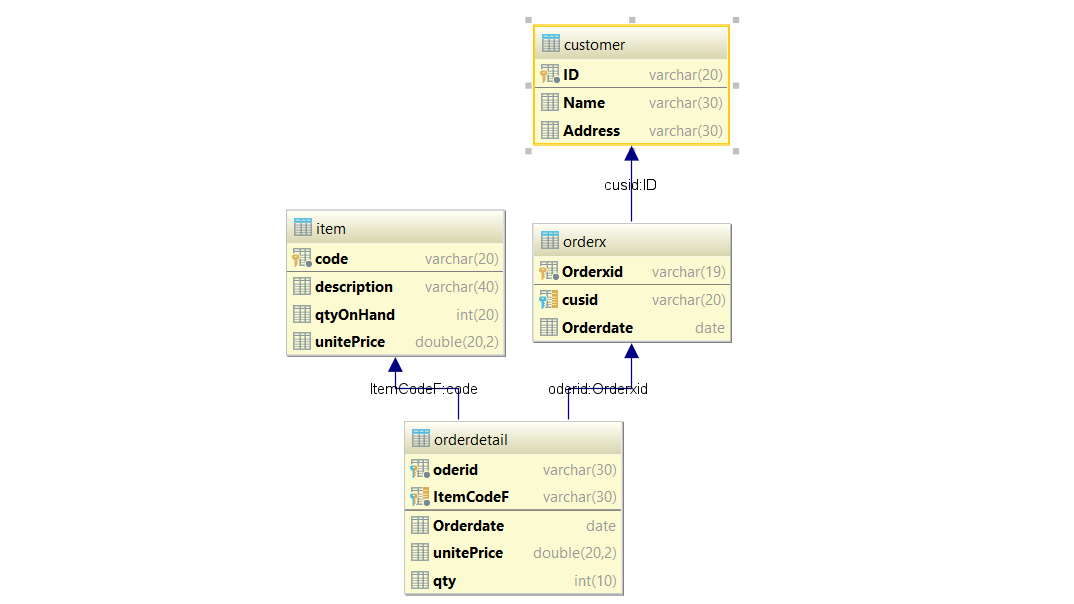 customer
ID varchar(20)
Name varchar(30)
Address varchar(30)
cusid:ID
item
code varchar(20)
description varchar(40)
qtyOnHand int(20)
unitePrice double(20,2)
orderx
Orderxid varchar(19)
cusid varchar(20)
Orderdate date
ItemCodeF:code
oderid:Orderxid
orderdetail
oderid varchar(30)
ItemCodeF varchar(30)
Orderdate date
unitePrice double(20,2)
qty int(10)